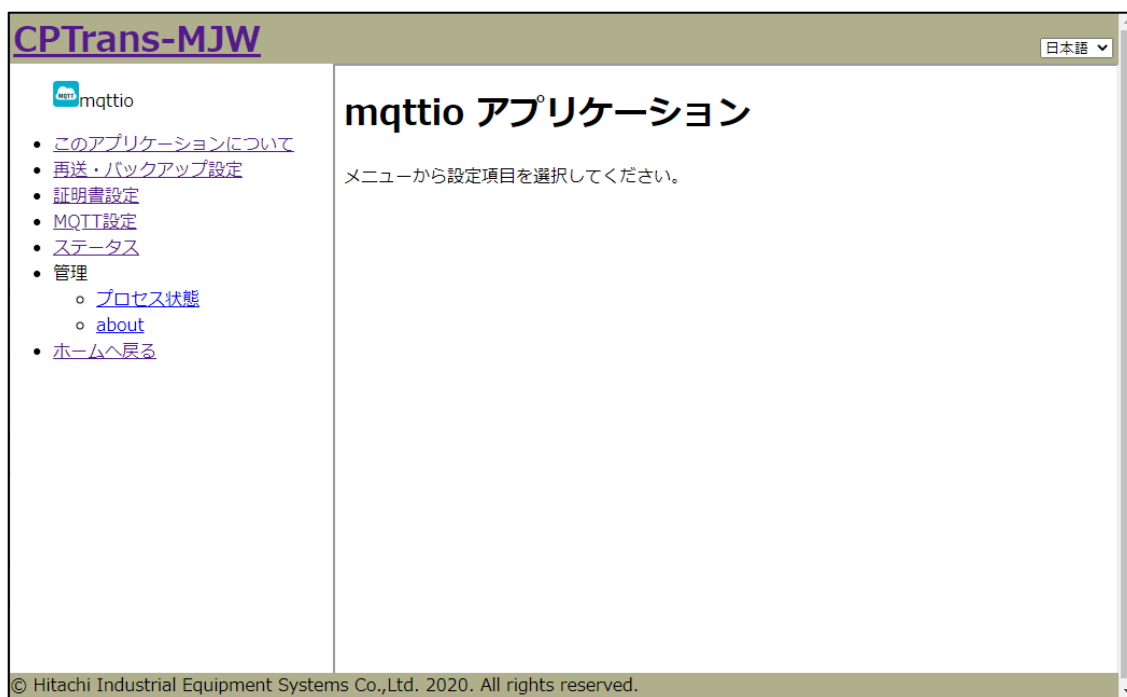 CPTrans-MJW
日本語
mqttio
このアプリケーションについて
再送・バックアップ設定
証明書設定
MQTT設定
ステータス
管理
プロセス状態
about
ホームへ戻る
mqttio アプリケーション
メニューから設定項目を選択してください。
© Hitachi Industrial Equipment Systems Co.,Ltd. 2020. All rights reserved.